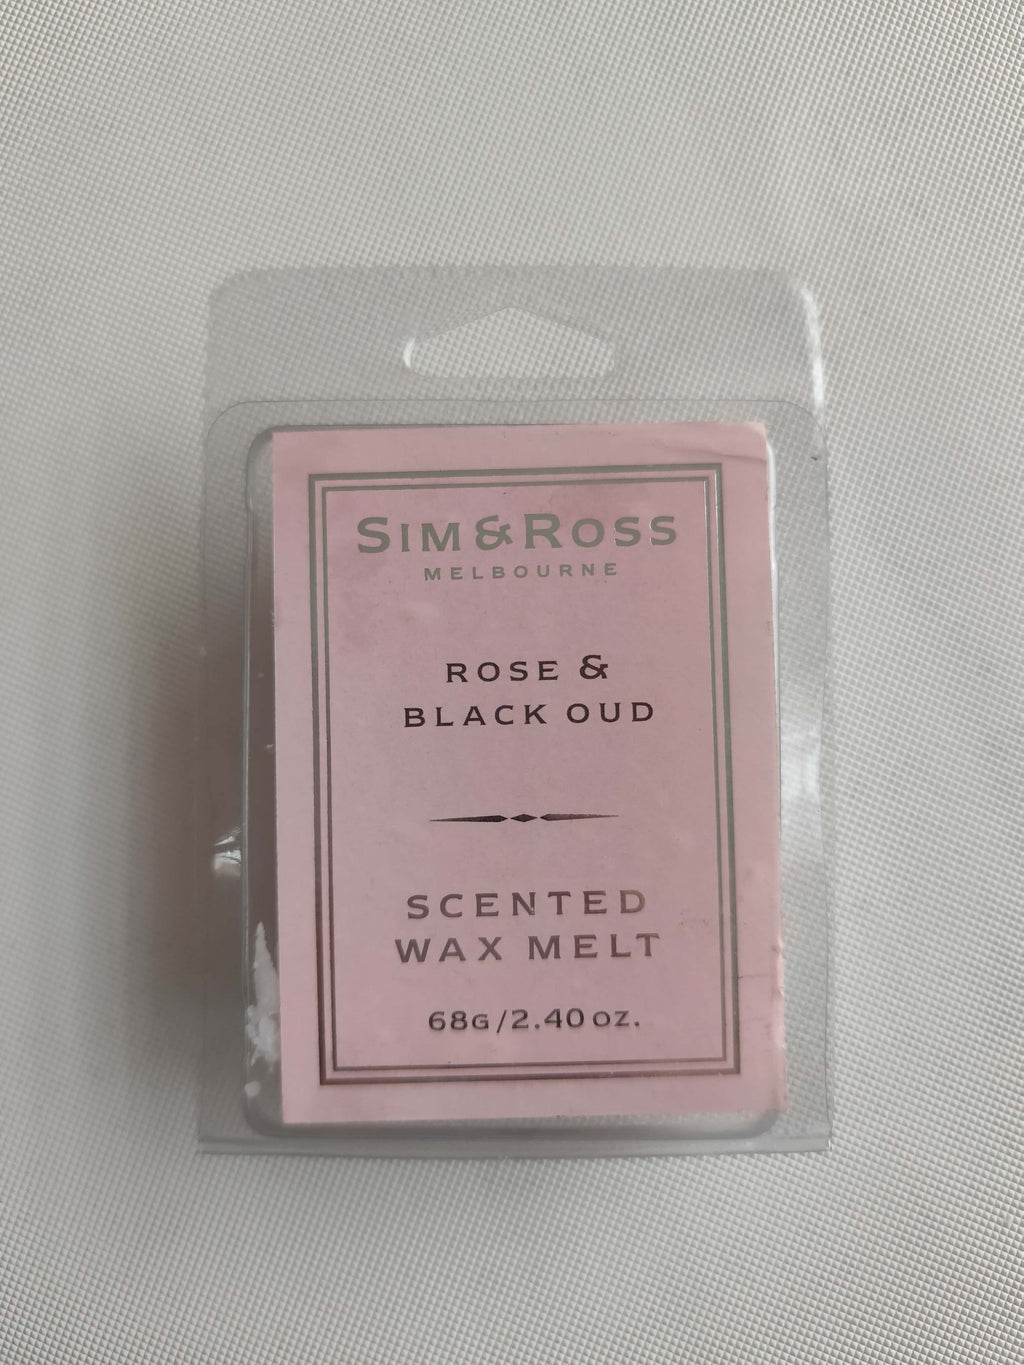 SIM & ROSS
MELBOURNE
ROSE &
BLACK OUD
SCENTED
WAX MELT
68G/2.40 OZ.